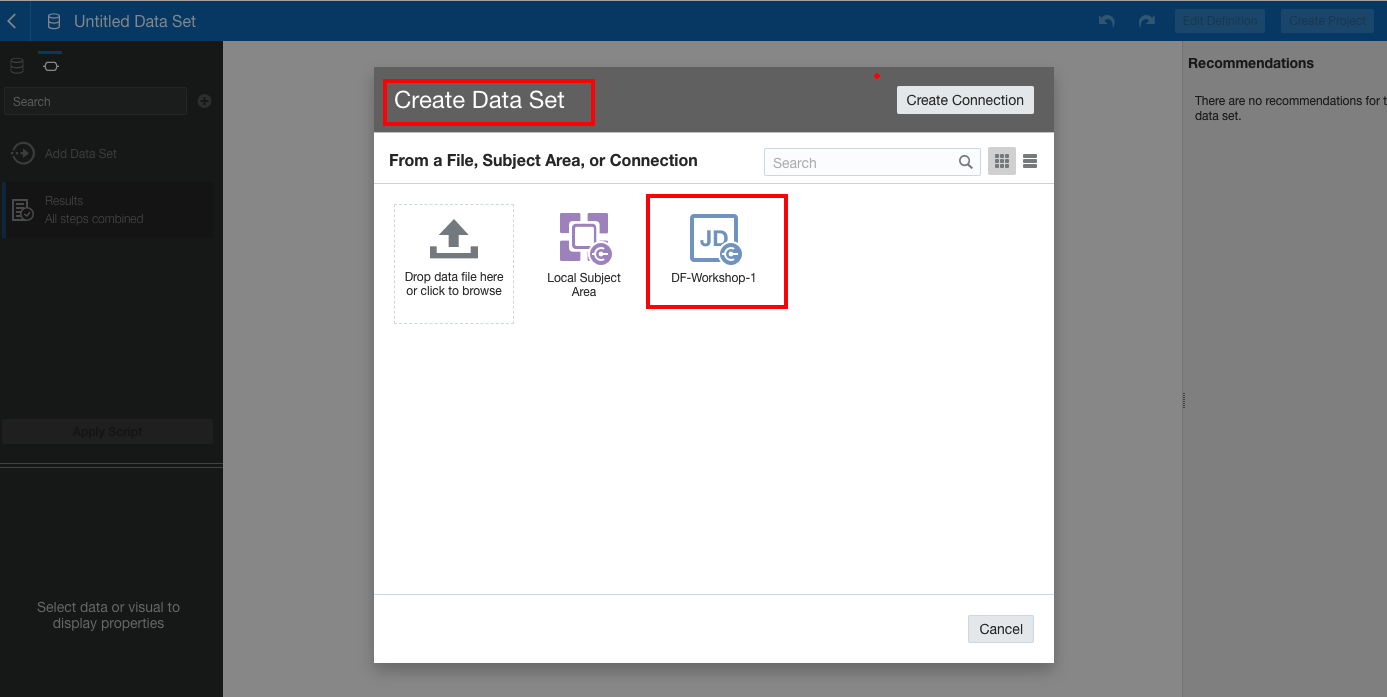 Untitled Data Set
Edit Definition
Create Project
Search
Add Data Set
Results
All steps combined
Apply Script
Select data or visual to
display properties
Create Data Set
Create Connection
From a File, Subject Area, or Connection
Search
Drop data file here
or click to browse
Local Subject
Area
JD
DF-Workshop-1
Cancel
Recommendations
There are no recommendations for t
data set.